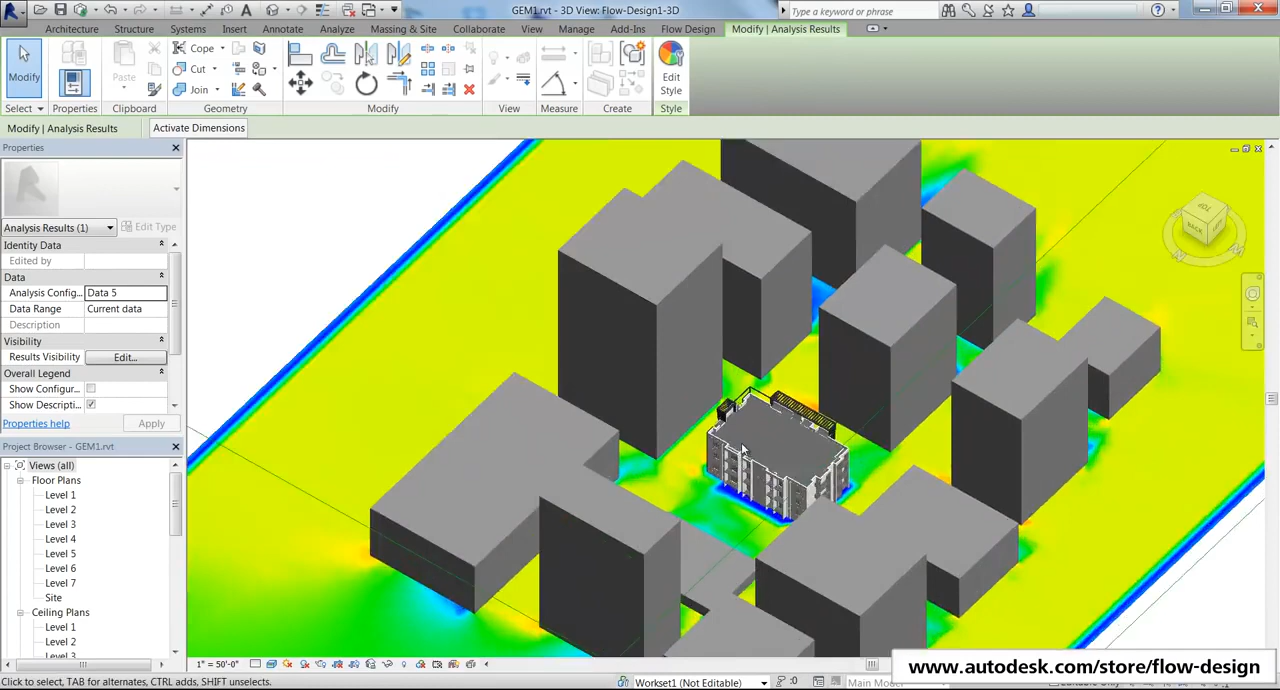 GEM1.rvt - 3D View: Flow-Design1-3D
Type a keyword or phrase
Architecture Structure Systems Insert Annotate Analyze Massing & Site Collaborate View Manage Add-Ins Flow Design Modify | Analysis Results
Modify
Paste
Cope
Cut
Join
Edit
Style
Select Properties Clipboard Geometry Modify View Measure Create Style
Modify | Analysis Results
Activate Dimensions
Properties
Analysis Results (1)
Edit Type
Identity Data
Edited by
Data
Analysis Config... Data 5
Data Range Current data
Description
Visibility
Results Visibility Edit...
Overall Legend
Show Configur...
Show Descripti...
Properties help
Apply
Project Browser - GEM1.rvt
Views (all)
Floor Plans
Level 1
Level 2
Level 3
Level 4
Level 5
Level 6
Level 7
Site
Ceiling Plans
Level 1
Level 2
Level 3
TOP
BACK
1" = 50'-0"
Click to select, TAB for alternates, CTRL adds, SHIFT unselects.
Workset1 (Not Editable)
:0
Main Model
www.autodesk.com/store/flow-design